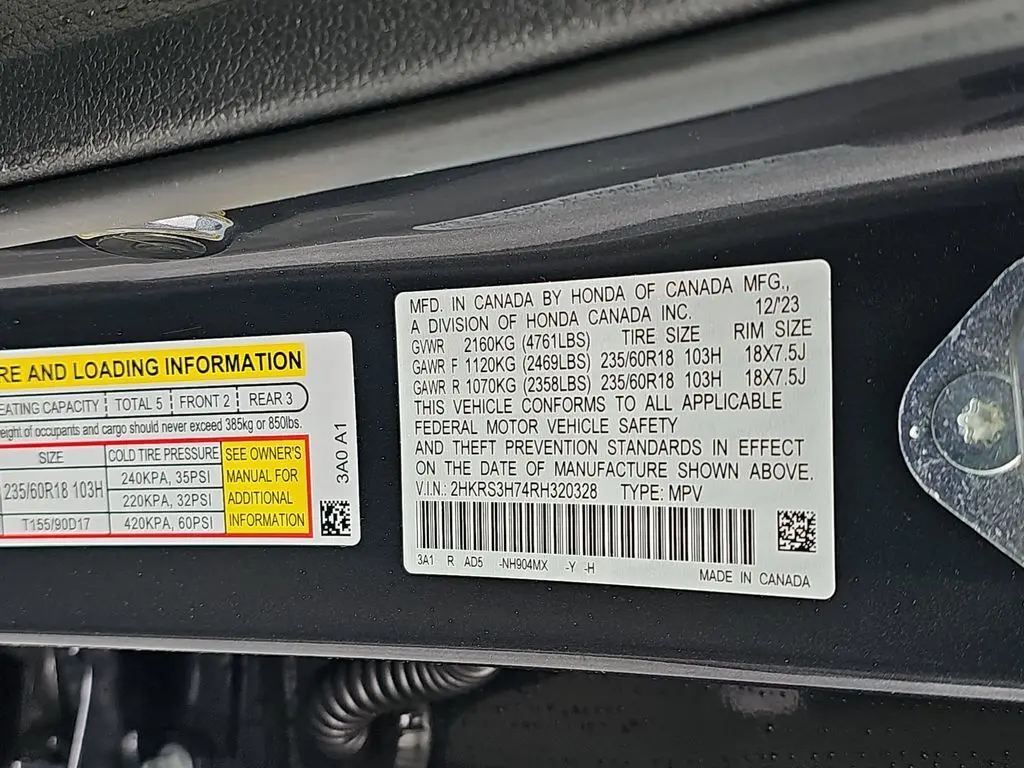 RE AND LOADING INFORMATION
EATING CAPACITY TOTAL 5 FRONT 2 REAR 3
eight of occupants and cargo should never exceed 385kg or 850lbs.
SIZE COLD TIRE PRESSURE SEE OWNER'S
MANUAL FOR
ADDITIONAL
INFORMATION
235/60R18 103H 240KPA, 35PSI
220KPA, 32PSI
T155/90D17 420KPA, 60PSI
3A0 A1
MFD. IN CANADA BY HONDA OF CANADA MFG.,
A DIVISION OF HONDA CANADA INC. 12/'23
GVWR 2160KG (4761LBS) TIRE SIZE RIM SIZE
GAWR F 1120KG (2469LBS) 235/60R18 103H 18X7.5J
GAWR R 1070KG (2358LBS) 235/60R18 103H 18X7.5J
THIS VEHICLE CONFORMS TO ALL APPLICABLE
FEDERAL MOTOR VEHICLE SAFETY
AND THEFT PREVENTION STANDARDS IN EFFECT
ON THE DATE OF MANUFACTURE SHOWN ABOVE.
V.I.N.: 2HKRS3H74RH320328 TYPE: MPV
3A1 R AD5 -NH904MX -Y -H
MADE IN CANADA